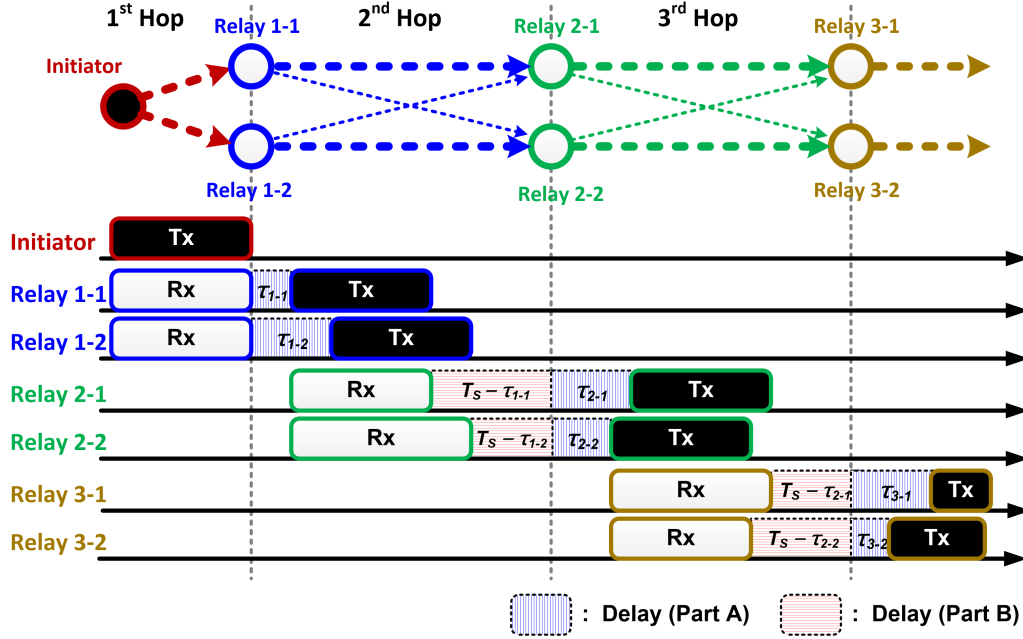 1st Hop 2nd Hop 3rd Hop
Relay 1-1 Relay 2-1 Relay 3-1
Initiator
Relay 1-2 Relay 2-2 Relay 3-2
Initiator Tx
Relay 1-1 Rx τ1-1 Tx
Relay 1-2 Rx τ1-2 Tx
Relay 2-1 Rx TS – τ1-1 τ2-1 Tx
Relay 2-2 Rx TS – τ1-2 τ2-2 Tx
Relay 3-1 Rx TS – τ2-1 τ3-1 Tx
Relay 3-2 Rx TS – τ2-2 τ3-2 Tx
: Delay (Part A) : Delay (Part B)